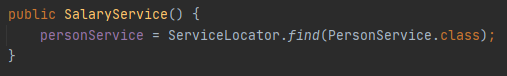 public SalaryService() {
    personService = ServiceLocator.find(PersonService.class);
}